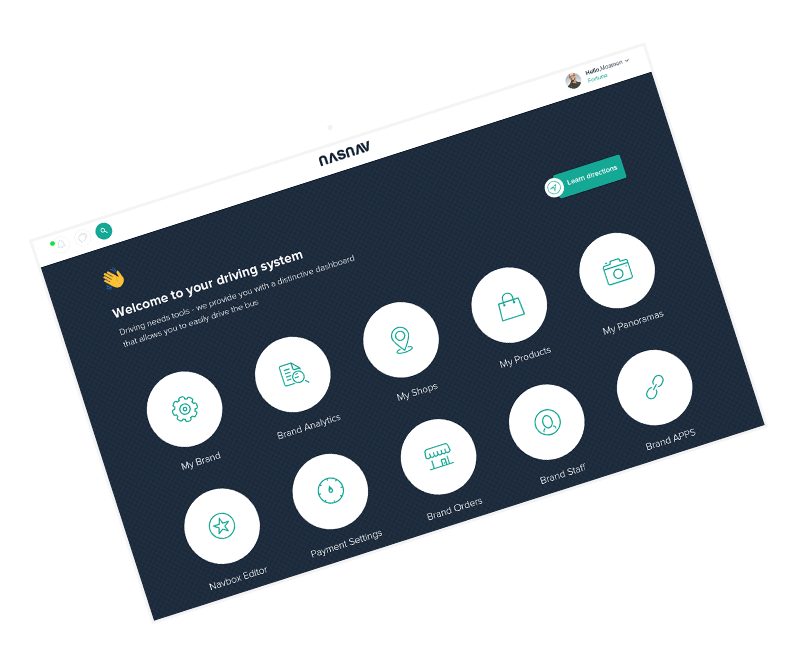 Hello, Moamen
Fortune
NASNAV
Learn directions
Welcome to your driving system
Driving needs tools - we provide you with a distinctive dashboard
that allows you to easily drive the bus
My Brand
Brand Analytics
My Shops
My Products
My Panoramas
Navbox Editor
Payment Settings
Brand Orders
Brand Staff
Brand APPS